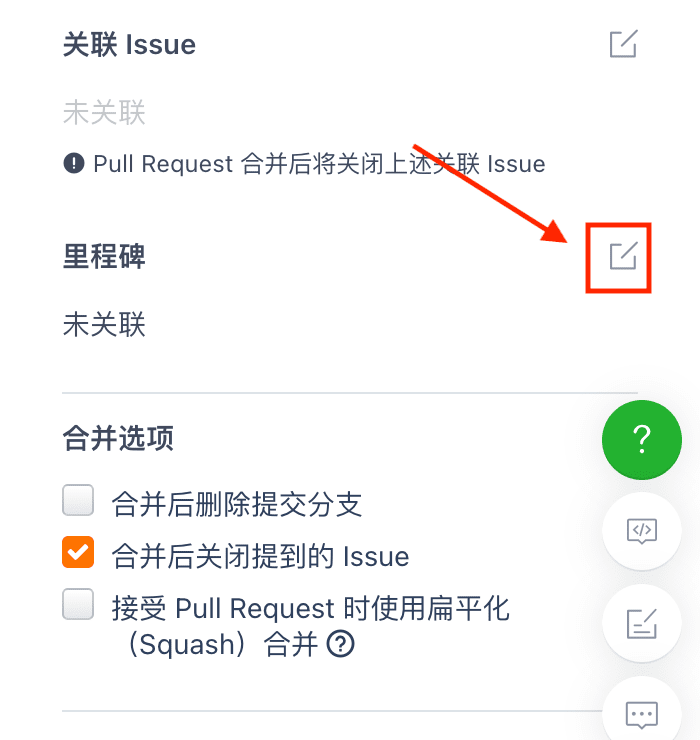 关联 Issue
未关联
Pull Request 合并后将关闭上述关联 Issue
里程碑
未关联
合并选项
?
合并后删除提交分支
合并后关闭提到的 Issue
接受 Pull Request 时使用扁平化
（Squash）合并 ?